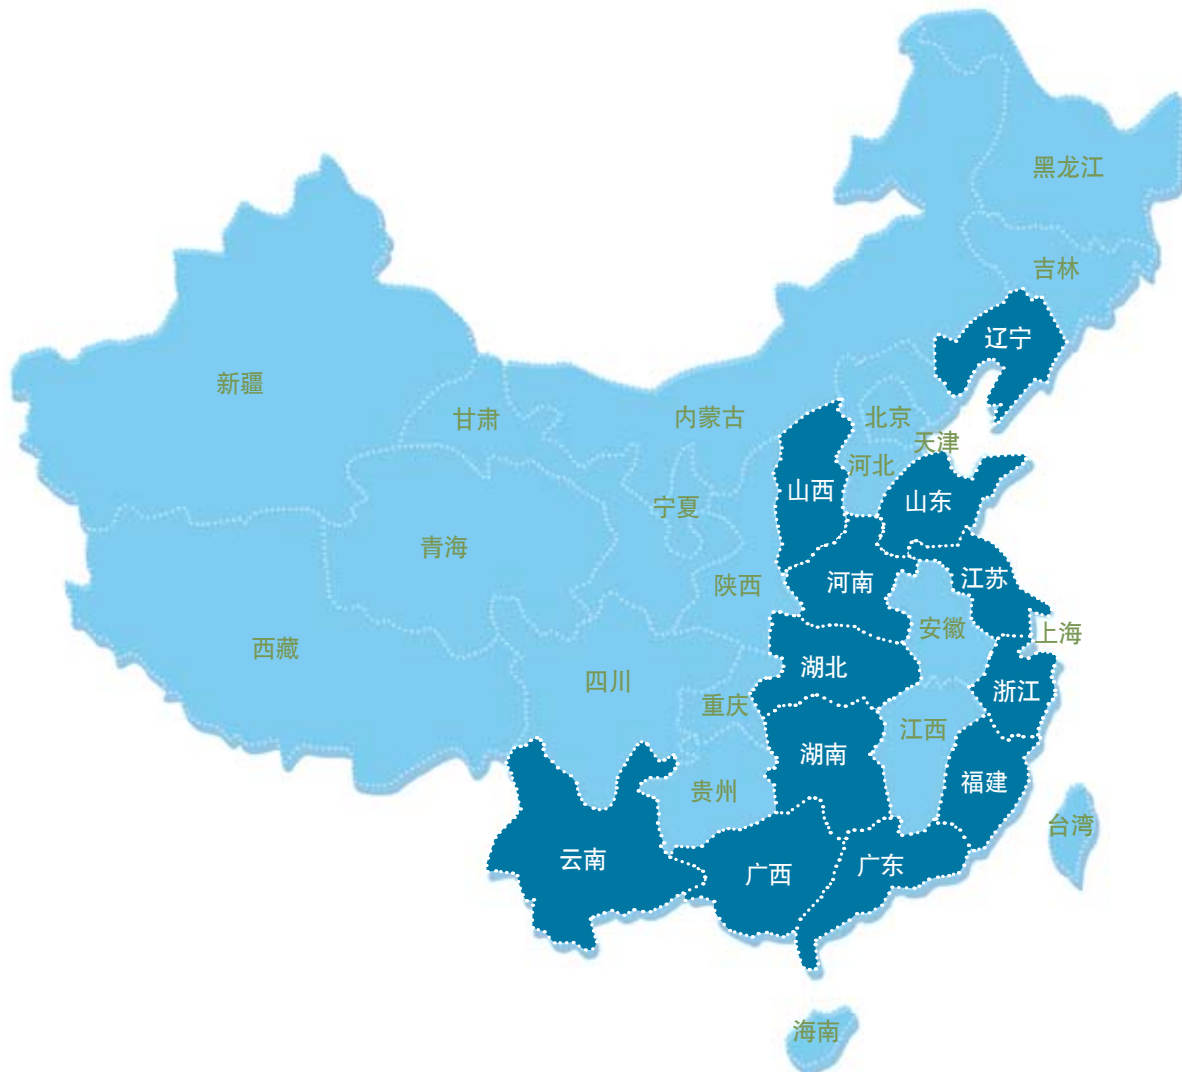 黑龙江
吉林
辽宁
新疆
甘肃
内蒙古
北京
天津
河北
山西
山东
宁夏
青海
陕西
河南
江苏
安徽
上海
西藏
四川
湖北
重庆
浙江
江西
湖南
福建
贵州
台湾
云南
广西
广东
海南